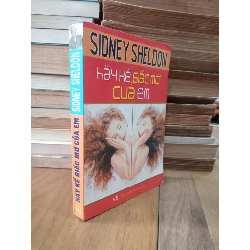 SIDNEY SHELDON
HÃY KỂ GIẤC MƠ
CỦA EM
SIDNEY SHELDON
HÃY KỂ GIẤC MƠ CỦA EM